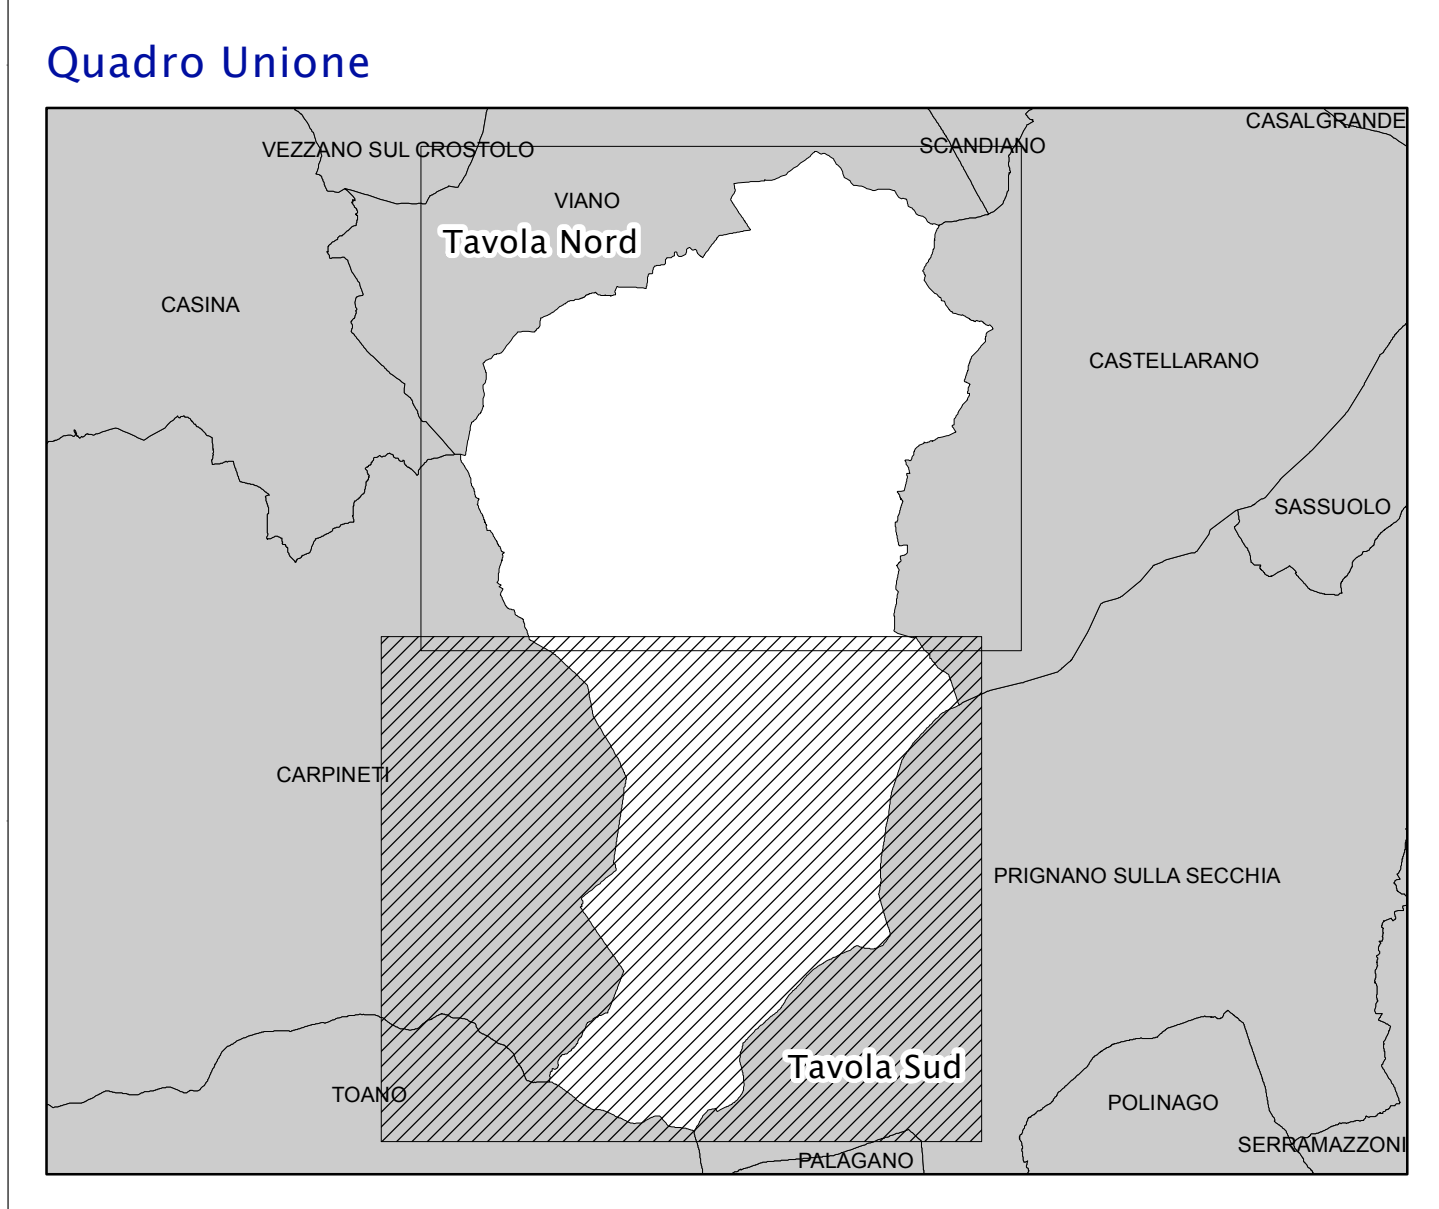 Quadro Unione
CASALGRANDE
VEZZANO SUL CROSTOLO
SCANDIANO
VIANO
Tavola Nord
CASINA
CASTELLARANO
SASSUOLO
CARPINETI
PRIGNANO SULLA SECCHIA
Tavola Sud
TOANO
POLINAGO
SERRAMAZZONI
PALAGANO